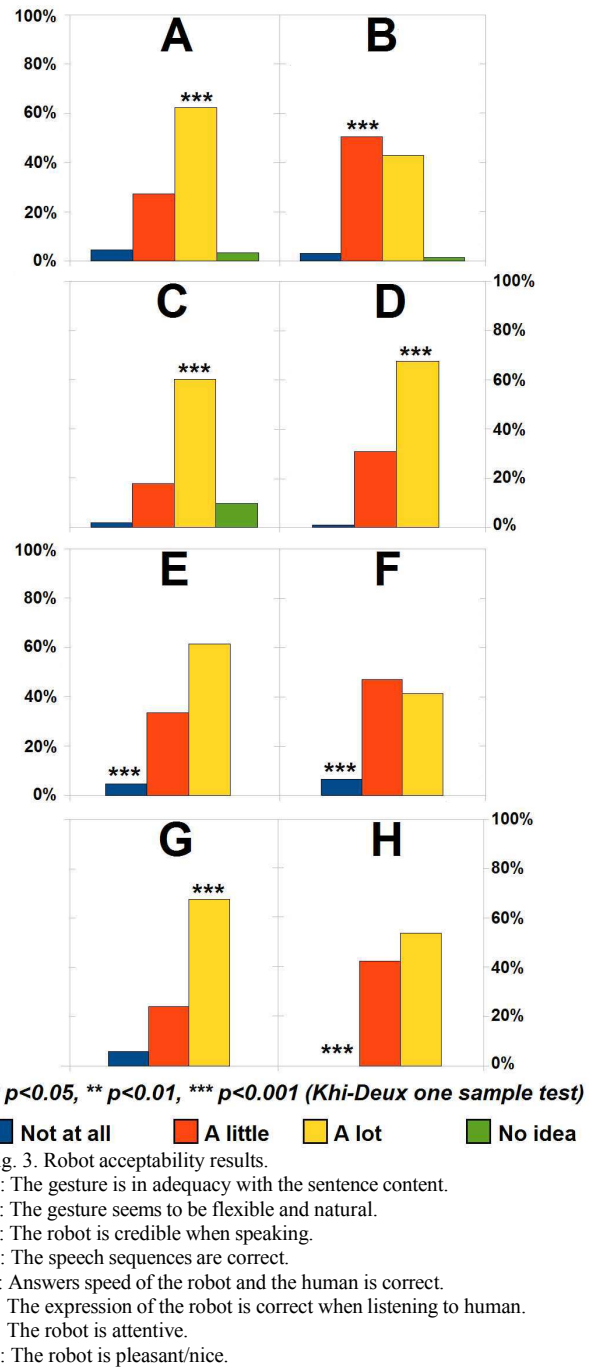 100%
A
B
80%
***
60%
***
40%
20%
0%
C
D
100%
80%
***
***
60%
40%
20%
0%
100%
E
F
80%
60%
40%
20%
***
***
0%
G
H
100%
80%
***
60%
40%
20%
***
0%
p<0.05, ** p<0.01, *** p<0.001 (Khi-Deux one sample test)
Not at all A little A lot No idea
g. 3. Robot acceptability results.
: The gesture is in adequacy with the sentence content.
: The gesture seems to be flexible and natural.
: The robot is credible when speaking.
: The speech sequences are correct.
: Answers speed of the robot and the human is correct.
The expression of the robot is correct when listening to human.
The robot is attentive.
: The robot is pleasant/nice.